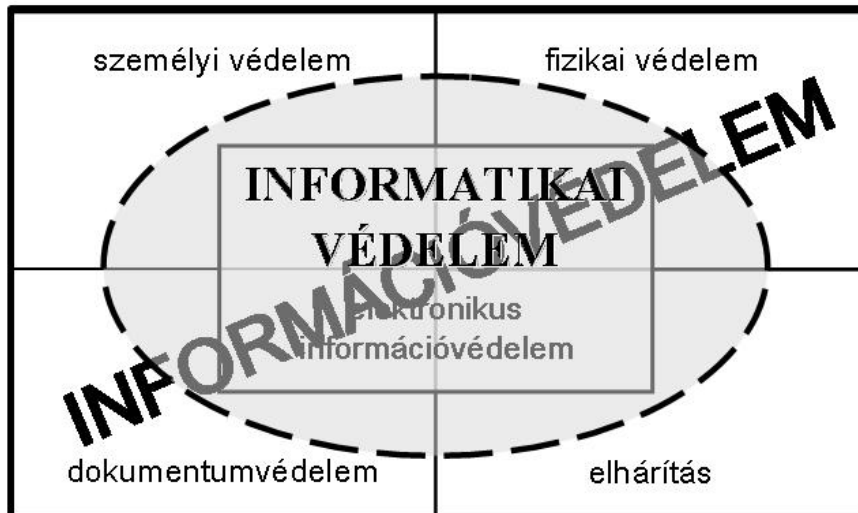 személyi védelem
fizikai védelem
INFORMÁCIÓVÉDELEM
INFORMATIKAI
VÉDELEM
elektronikus
információvédelem
dokumentumvédelem
elhárítás